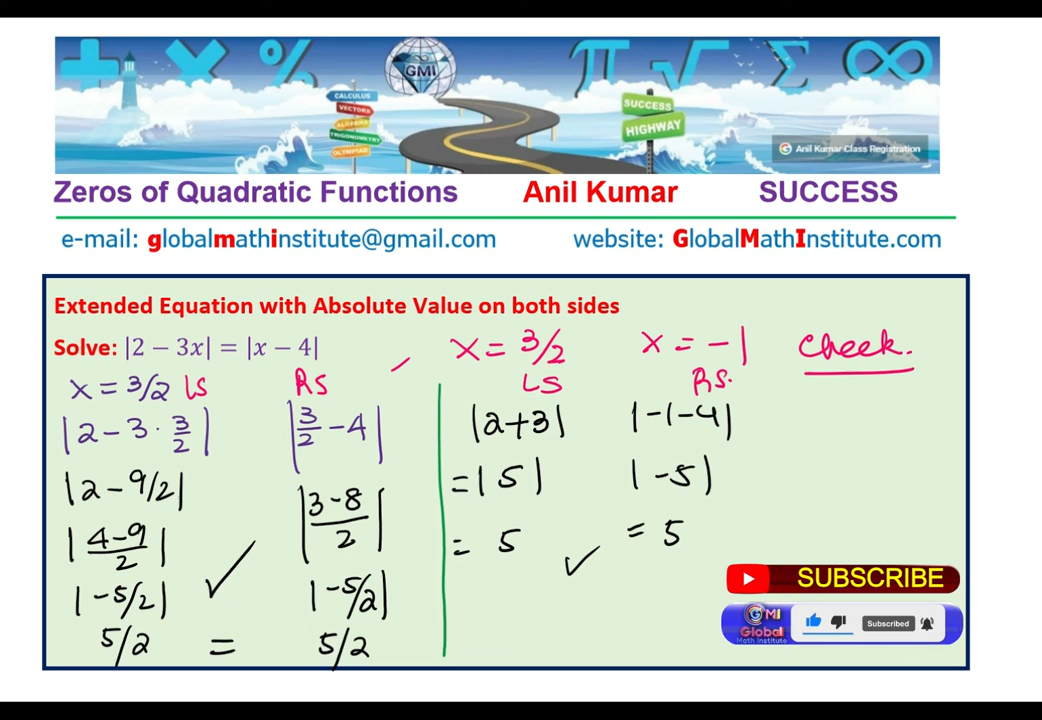 GMI
CALCULUS
VECTORS
ALGEBRA
TRIGONOMETRY
OLYMPIAD
SUCCESS
HIGHWAY
Anil Kumar Class Registration
Zeros of Quadratic Functions Anil Kumar SUCCESS
e-mail: globalmathinstitute@gmail.com website: GlobalMathInstitute.com
Extended Equation with Absolute Value on both sides
Solve: |2 − 3x| = |x − 4|
x = 3/2 x = -1 Check.
x = 3/2 LS RS
|2 - 3 · 3/2| |3/2 - 4|
|2 - 9/2| |3-8/2|
|4-9/2|
|-5/2| |-5/2|
5/2 = 5/2
LS RS.
|2+3| |-1-4|
= |5| |-5|
= 5 = 5
SUBSCRIBE
GMI
Global
Math Institute
Subscribed